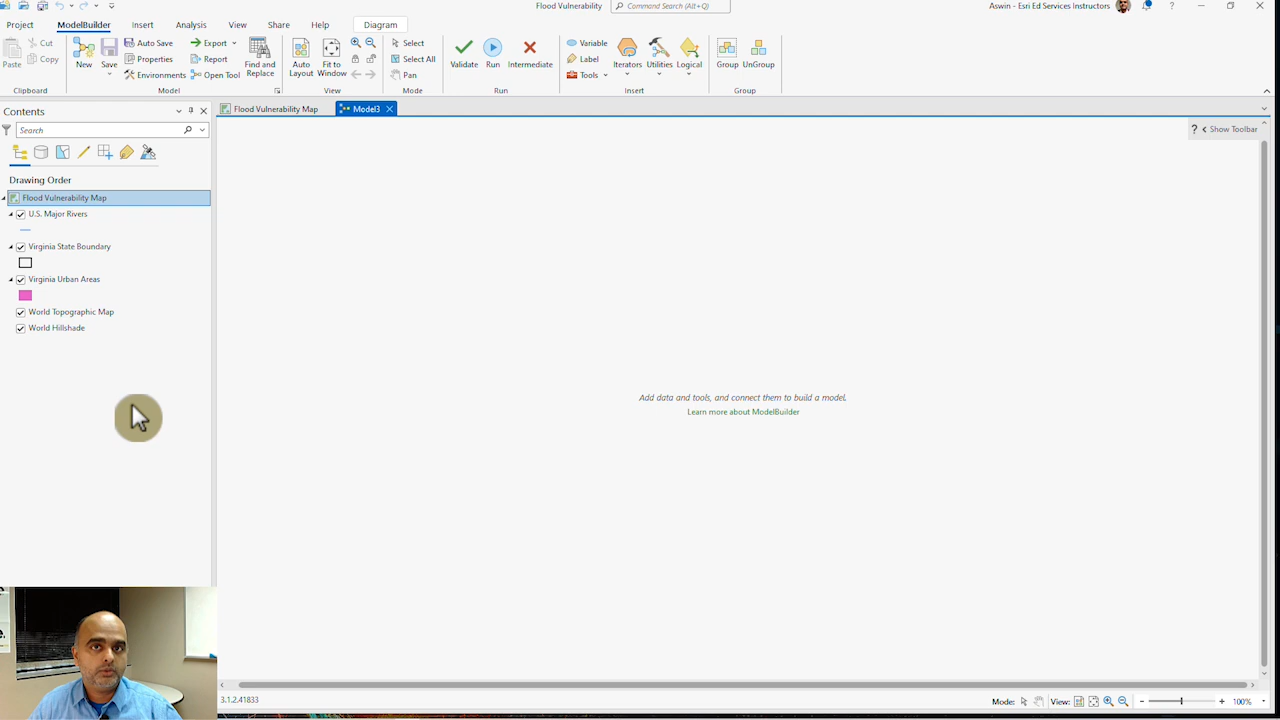 Flood Vulnerability
Command Search (Alt+Q)
Aswin - Esri Ed Services Instructors
?
Project
ModelBuilder
Insert
Analysis
View
Share
Help
Diagram
Paste
Cut
Copy
Clipboard
New
Save
Auto Save
Properties
Environments
Export
Report
Open Tool
Find and
Replace
Model
Auto
Layout
Fit to
Window
View
Select
Select All
Pan
Mode
Validate
Run
Intermediate
Run
Variable
Label
Tools
Iterators
Utilities
Logical
Insert
Group
UnGroup
Group
Contents
Search
Drawing Order
Flood Vulnerability Map
U.S. Major Rivers
Virginia State Boundary
Virginia Urban Areas
World Topographic Map
World Hillshade
Flood Vulnerability Map
Model3
? Show Toolbar
Add data and tools, and connect them to build a model.
Learn more about ModelBuilder
3.1.2.41833
Mode:
View:
100%